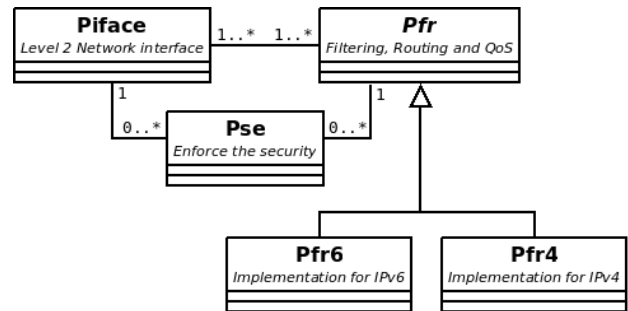 Piface
Level 2 Network interface
1..* 1..*
Pfr
Filtering, Routing and QoS
1
1
0..*
Pse
Enforce the security
0..*
Pfr6
Implementation for IPv6
Pfr4
Implementation for IPv4